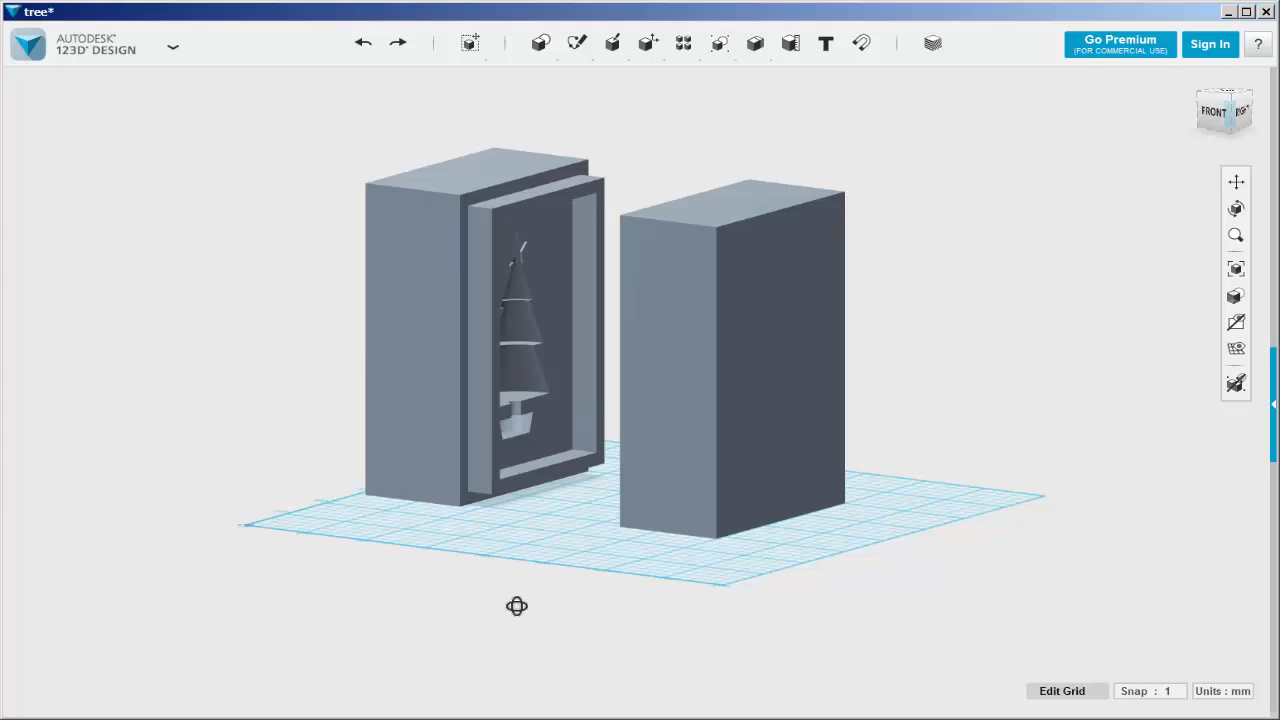 tree*
AUTODESK®
123D® DESIGN
Go Premium
(FOR COMMERCIAL USE)
Sign In
?
T
FRONT
Edit Grid
Snap : 1
Units : mm